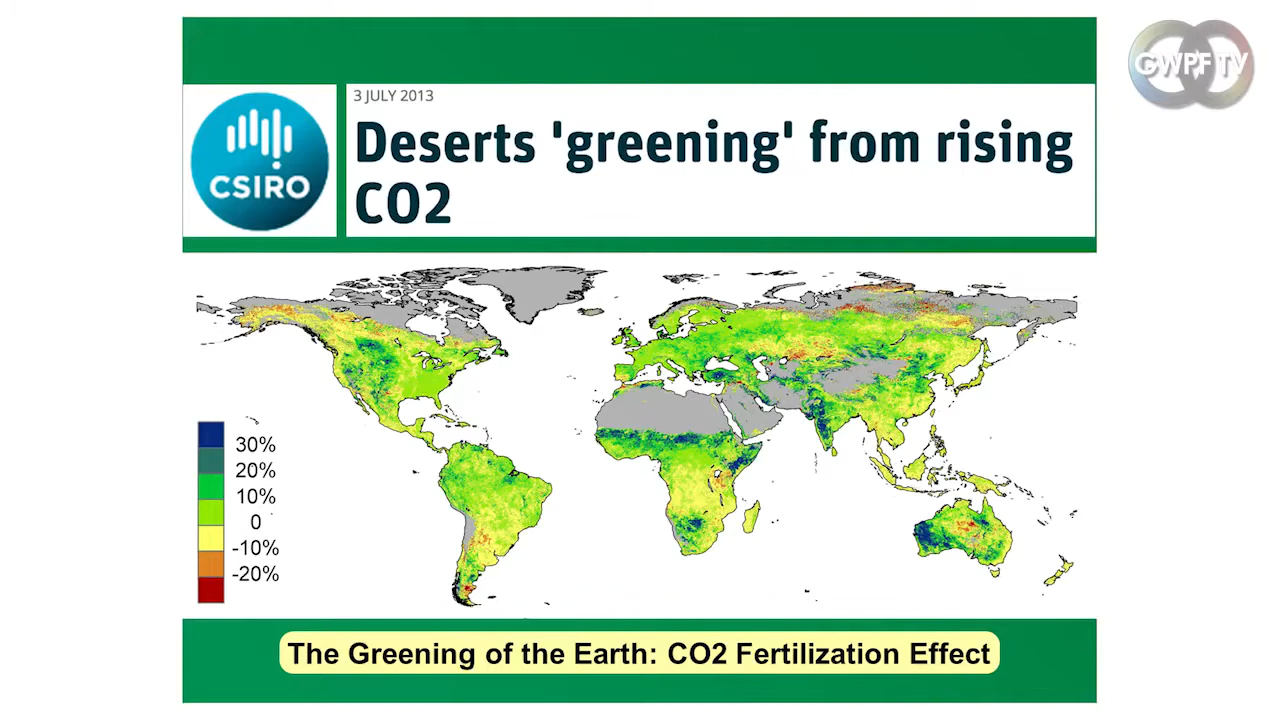 GWPF TV
3 JULY 2013
Deserts 'greening' from rising
CO2
CSIRO
30%
20%
10%
0
-10%
-20%
The Greening of the Earth: CO2 Fertilization Effect